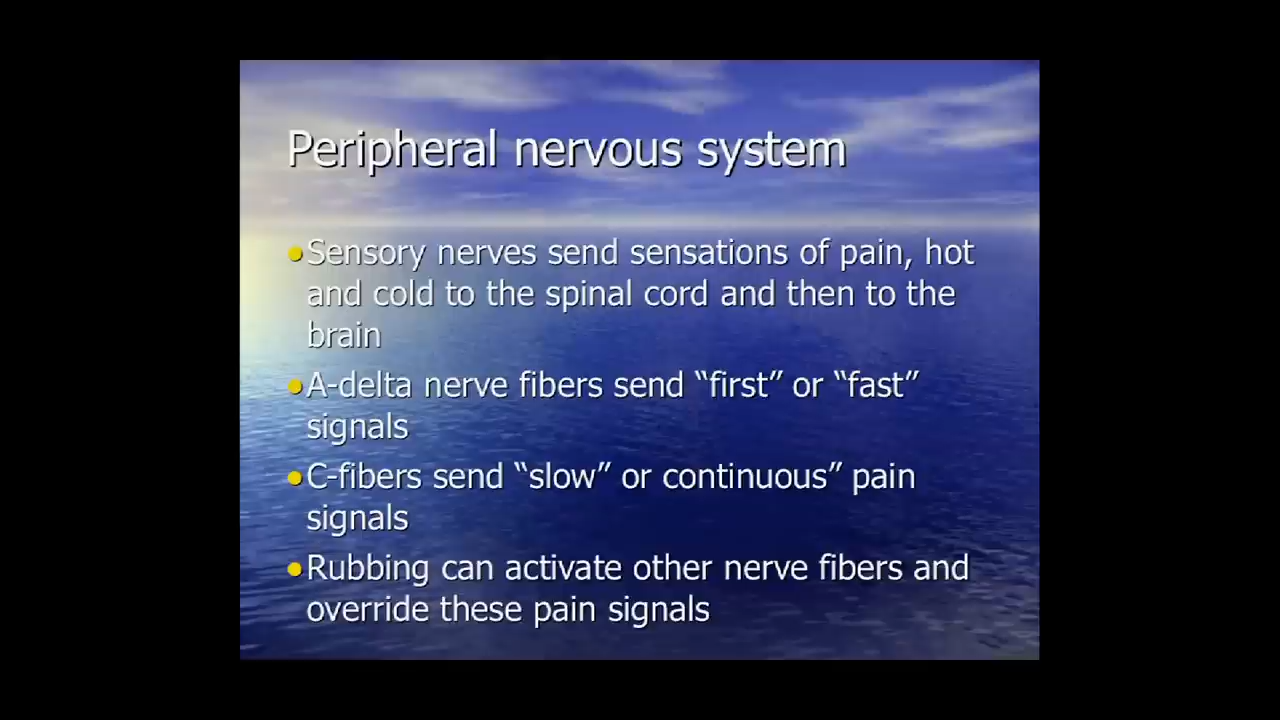 Peripheral nervous system
●Sensory nerves send sensations of pain, hot
and cold to the spinal cord and then to the
brain
●A-delta nerve fibers send “first” or “fast”
signals
●C-fibers send “slow” or continuous” pain
signals
●Rubbing can activate other nerve fibers and
override these pain signals